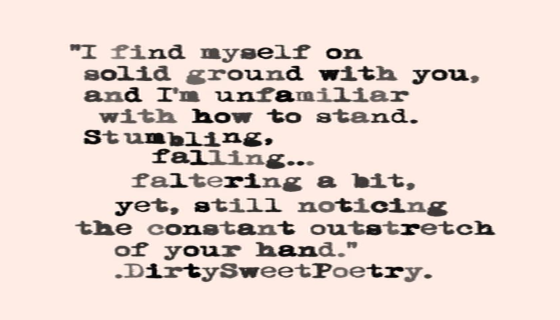 "I find myself on
solid ground with you,
and I'm unfamiliar
with how to stand.
Stumbling,
falling...
faltering a bit,
yet, still noticing
the constant outstretch
of your hand."
.DirtySweetPoetry.